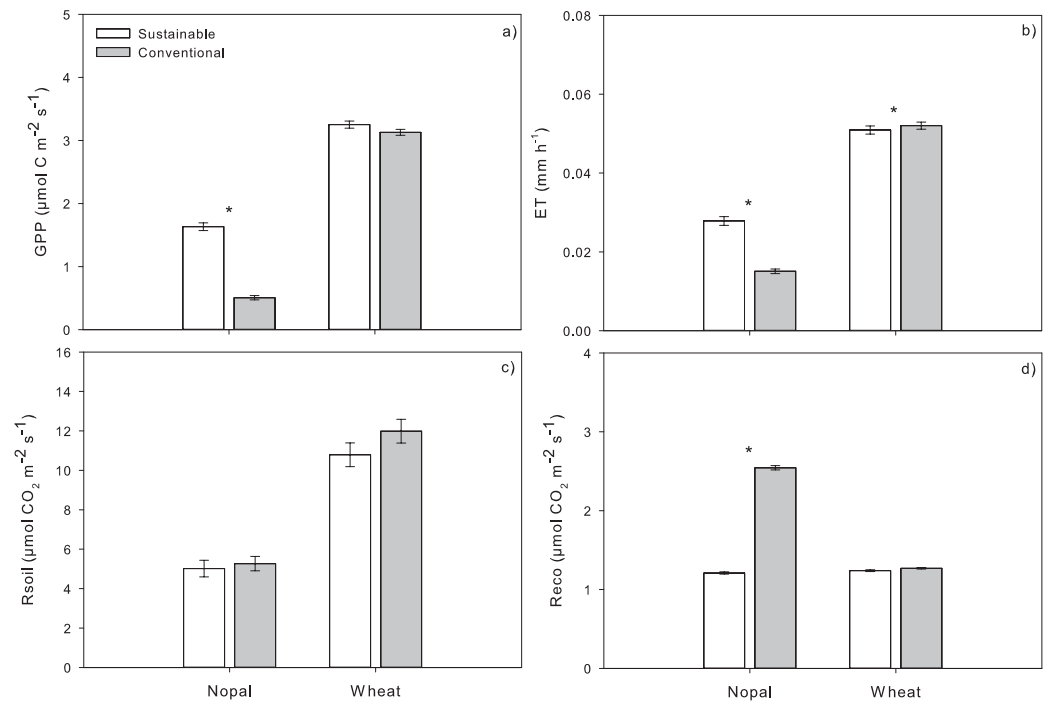 5
4
3
2
1
0
GPP (µmol C m⁻² s⁻¹)
Sustainable
Conventional
a)
*
0.08
0.06
0.04
0.02
0.00
ET (mm h⁻¹)
b)
*
*
16
14
12
10
8
6
4
2
0
Rsoil (µmol CO₂ m⁻² s⁻¹)
c)
Nopal Wheat
4
3
2
1
0
Reco (µmol CO₂ m⁻² s⁻¹)
d)
*
Nopal Wheat